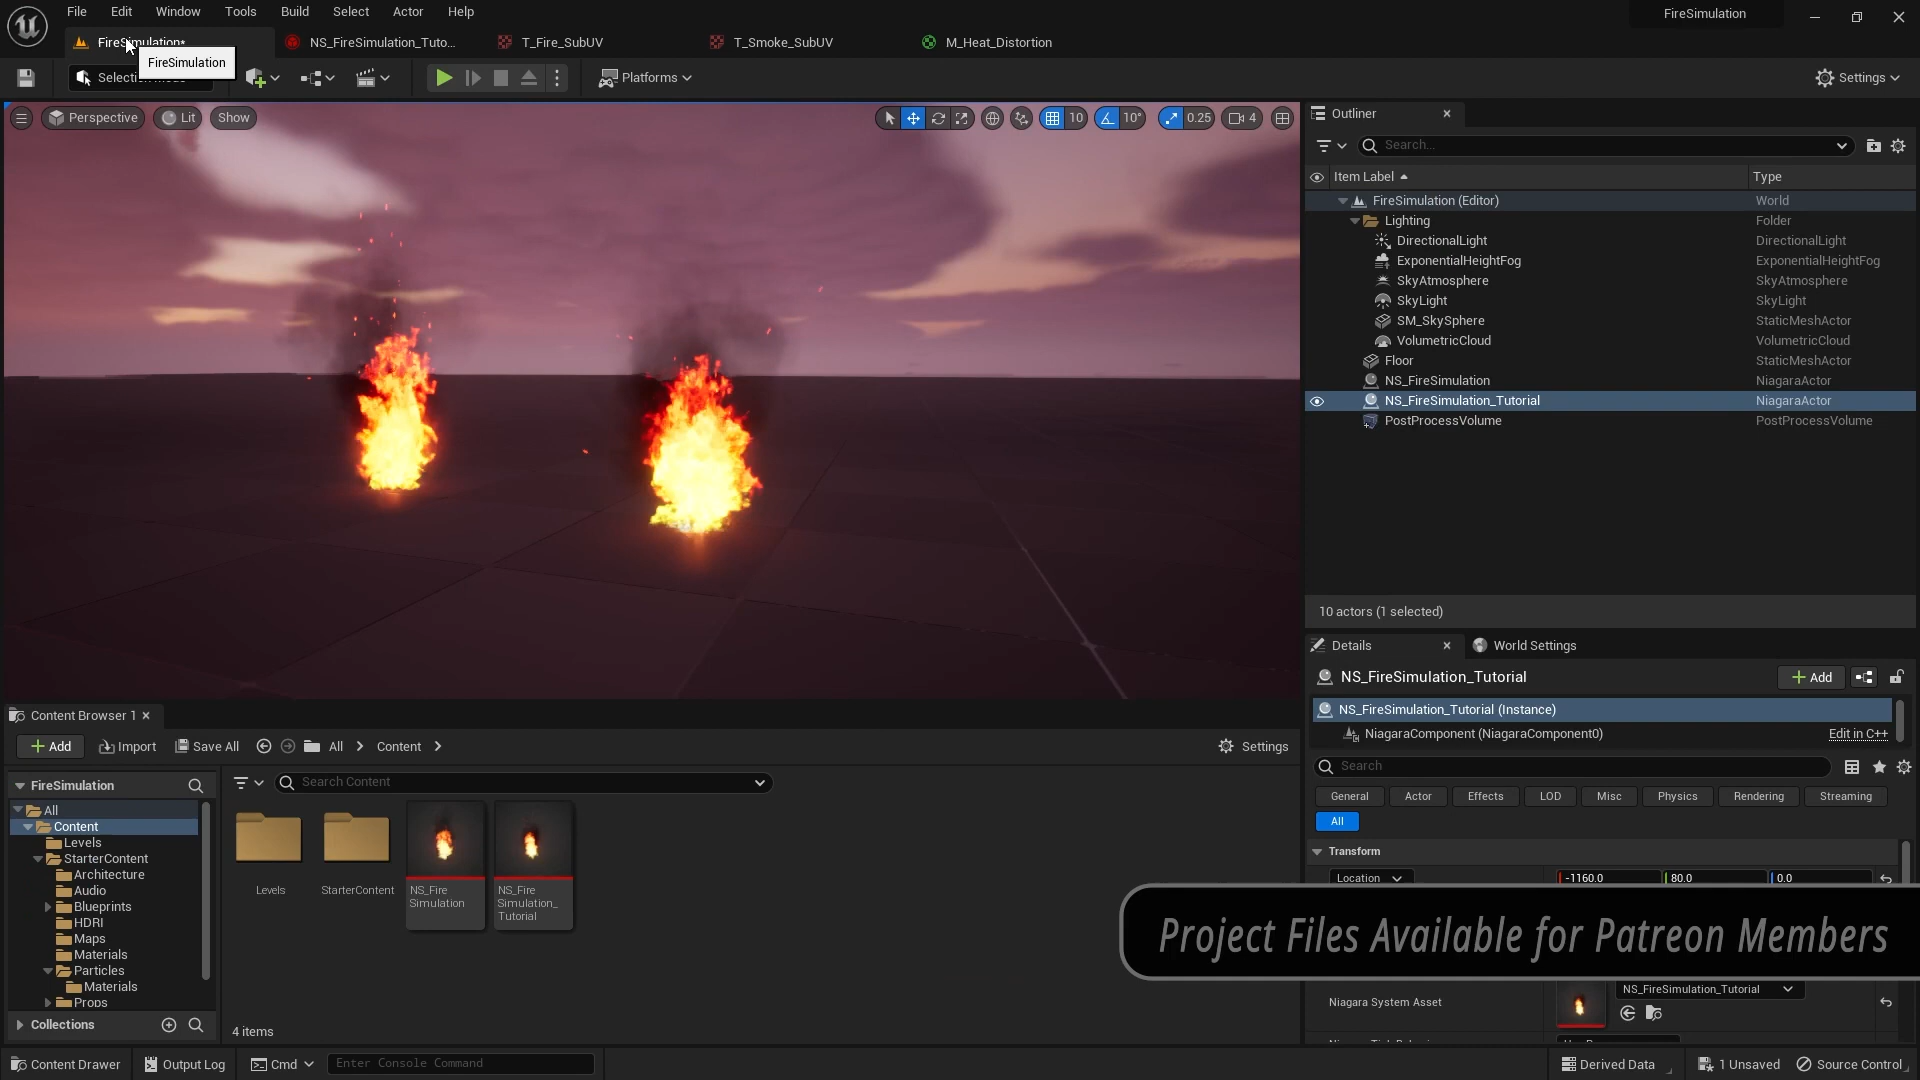 File Edit Window Tools Build Select Actor Help
FireSimulation
FireSimulation*
NS_FireSimulation_Tuto...
T_Fire_SubUV
T_Smoke_SubUV
M_Heat_Distortion
FireSimulation
Platforms
Settings
Perspective
Lit
Show
10
10°
0.25
4
Outliner
Search...
Item Label
Type
FireSimulation (Editor) World
Lighting Folder
DirectionalLight DirectionalLight
ExponentialHeightFog ExponentialHeightFog
SkyAtmosphere SkyAtmosphere
SkyLight SkyLight
SM_SkySphere StaticMeshActor
VolumetricCloud VolumetricCloud
Floor StaticMeshActor
NS_FireSimulation NiagaraActor
NS_FireSimulation_Tutorial NiagaraActor
PostProcessVolume PostProcessVolume
10 actors (1 selected)
Details
World Settings
NS_FireSimulation_Tutorial
Add
NS_FireSimulation_Tutorial (Instance)
NiagaraComponent (NiagaraComponent0)
Edit in C++
Search
General Actor Effects LOD Misc Physics Rendering Streaming
All
Transform
Location -1160.0 80.0 0.0
Project Files Available for Patreon Members
Niagara System Asset
NS_FireSimulation_Tutorial
Content Browser 1
Add Import Save All All Content
Settings
FireSimulation
Search Content
All
Content
Levels
StarterContent
Architecture
Audio
Blueprints
HDRI
Maps
Materials
Particles
Materials
Props
Collections
Levels
StarterContent
NS_Fire
Simulation
NS_Fire
Simulation_
Tutorial
4 items
Content Drawer
Output Log
Cmd
Enter Console Command
Derived Data
1 Unsaved
Source Control